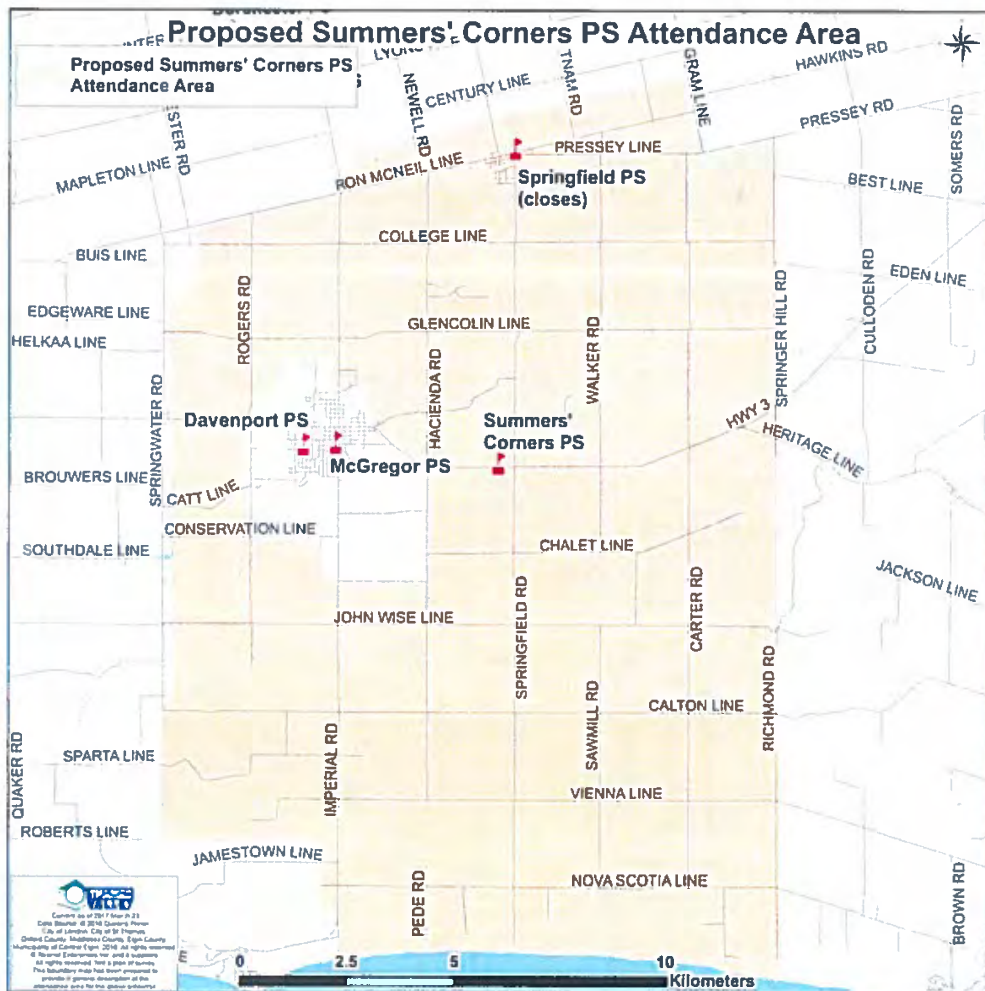 Proposed Summers' Corners PS Attendance Area
Proposed Summers' Corners PS
Attendance Area
LYONS
HAWKINS RD
NEWELL RD
CENTURY LINE
TNAM RD
GRAM LINE
PRESSEY RD
SOMERS RD
ESTER RD
MAPLETON LINE
RON MCNEIL LINE
PRESSEY LINE
Springfield PS
(closes)
BEST LINE
BUIS LINE
COLLEGE LINE
CULLODEN RD
EDEN LINE
ROGERS RD
EDGEWARE LINE
GLENCOLIN LINE
WALKER RD
SPRINGER HILL RD
HELKAA LINE
HACIENDA RD
SPRINGWATER RD
Davenport PS
Summers'
Corners PS
HWY 3
HERITAGE LINE
McGregor PS
BROUWERS LINE
CATT LINE
CONSERVATION LINE
SOUTHDALE LINE
CHALET LINE
JACKSON LINE
JOHN WISE LINE
SPRINGFIELD RD
CARTER RD
RICHMOND RD
CALTON LINE
SAWMILL RD
QUAKER RD
SPARTA LINE
IMPERIAL RD
VIENNA LINE
ROBERTS LINE
JAMESTOWN LINE
NOVA SCOTIA LINE
PEDE RD
BROWN RD
0 2.5 5 10
Kilometers